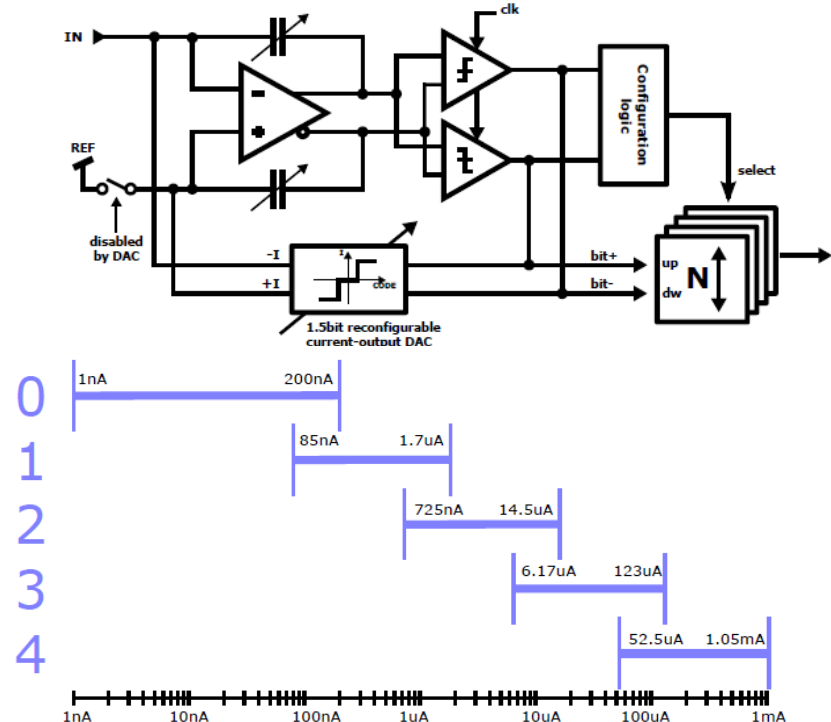 clk
IN
Configuration
logic
REF
select
disabled
by DAC
-I
+I
I
CODE
bit+
bit-
up
dw
N
1.5bit reconfigurable
current-output DAC
0
1nA 200nA
1
85nA 1.7uA
2
725nA 14.5uA
3
6.17uA 123uA
4
52.5uA 1.05mA
1nA 10nA 100nA 1uA 10uA 100uA 1mA